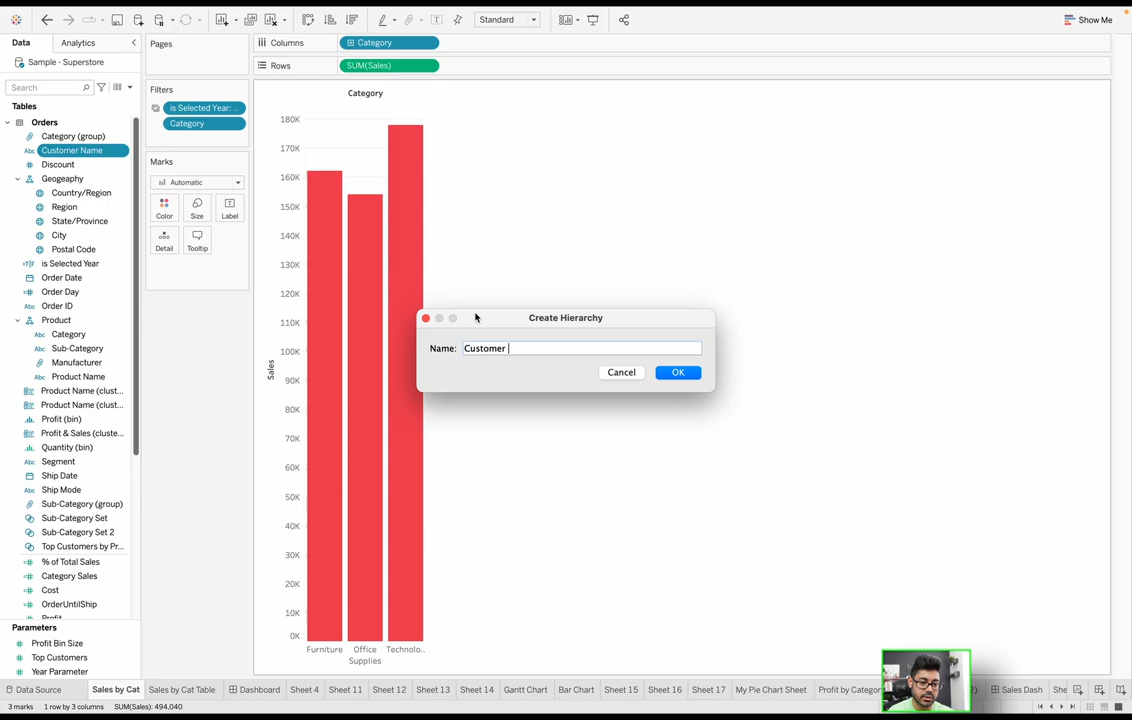 Standard
Show Me
Data
Analytics
Pages
Columns
Category
Sample - Superstore
Rows
SUM(Sales)
Search
Filters
Category
Tables
is Selected Year: ..
Orders
Category
Category (group)
Customer Name
Discount
Marks
Geogeaphy
Automatic
Country/Region
Region
Color
Size
Label
State/Province
City
Detail
Tooltip
Postal Code
is Selected Year
Order Date
Order Day
Order ID
Product
Category
Sub-Category
Manufacturer
Product Name
Product Name (clust...
Product Name (clust...
Profit (bin)
Profit & Sales (cluste...
Quantity (bin)
Segment
Ship Date
Ship Mode
Sub-Category (group)
Sub-Category Set
Sub-Category Set 2
Top Customers by Pr...
% of Total Sales
Category Sales
Cost
OrderUntilShip
Profit
Parameters
Profit Bin Size
Top Customers
Year Parameter
180K
170K
160K
150K
140K
130K
120K
110K
100K
90K
80K
70K
60K
50K
40K
30K
20K
10K
0K
Sales
Furniture
Office
Supplies
Technolo..
Create Hierarchy
Name: Customer
Cancel
OK
Data Source
Sales by Cat
Sales by Cat Table
Dashboard
Sheet 4
Sheet 11
Sheet 12
Sheet 13
Sheet 14
Gantt Chart
Bar Chart
Sheet 15
Sheet 16
Sheet 17
My Pie Chart Sheet
Profit by Catego
2)
Sales Dash
She
3 marks
1 row by 3 columns
SUM(Sales): 494,040